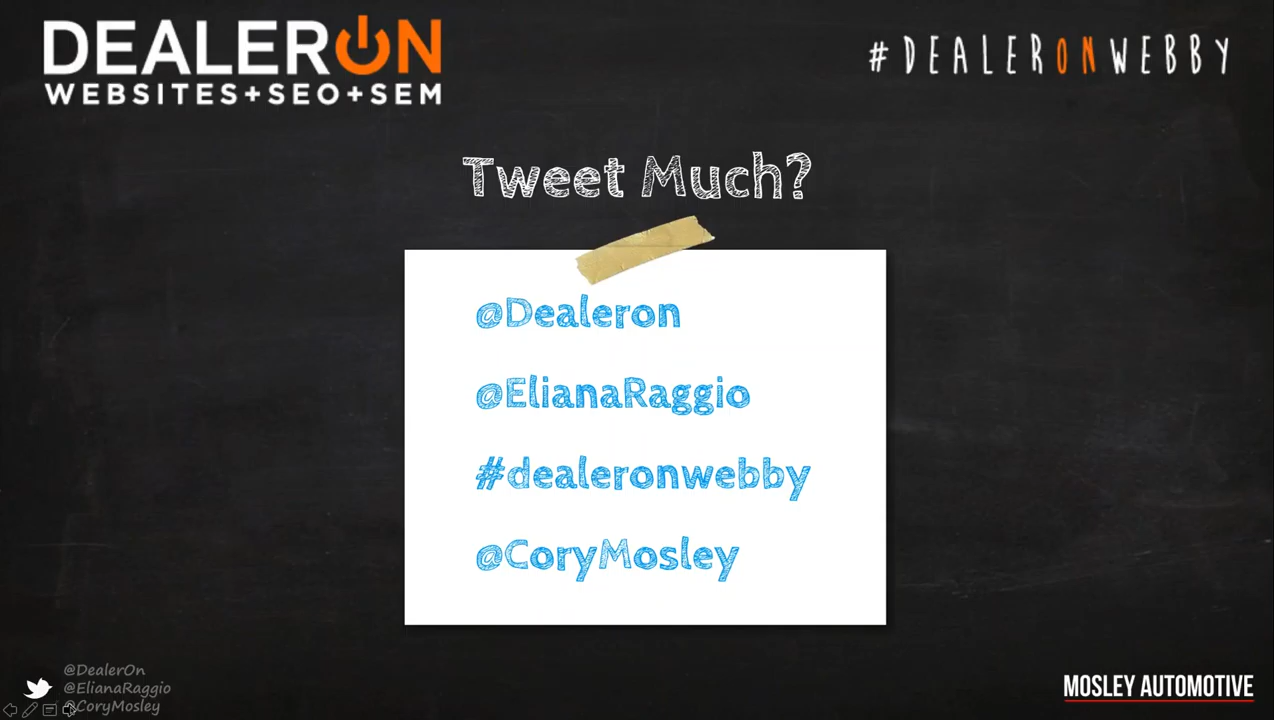 DEALERON
WEBSITES+SEO+SEM
#DEALERONWEBBY
Tweet Much?
@Dealeron
@ElianaRaggio
#dealeronwebby
@CoryMosley
@DealerOn
@ElianaRaggio
@CoryMosley
MOSLEY AUTOMOTIVE